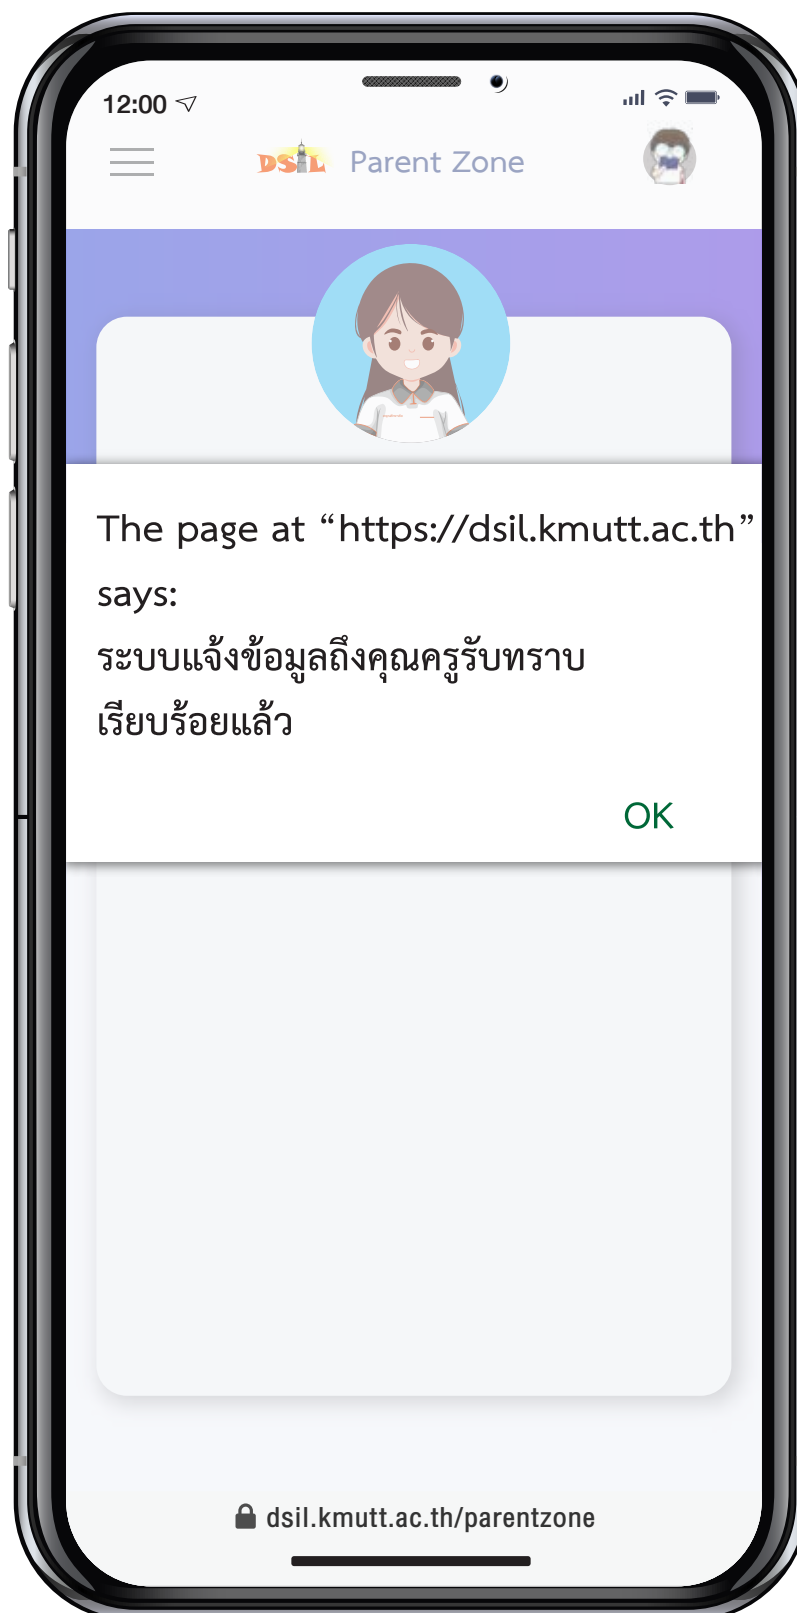 12:00
DSIL Parent Zone
The page at “https://dsil.kmutt.ac.th”
says:
ระบบแจ้งข้อมูลถึงคุณครูรับทราบ
เรียบร้อยแล้ว
OK
dsil.kmutt.ac.th/parentzone